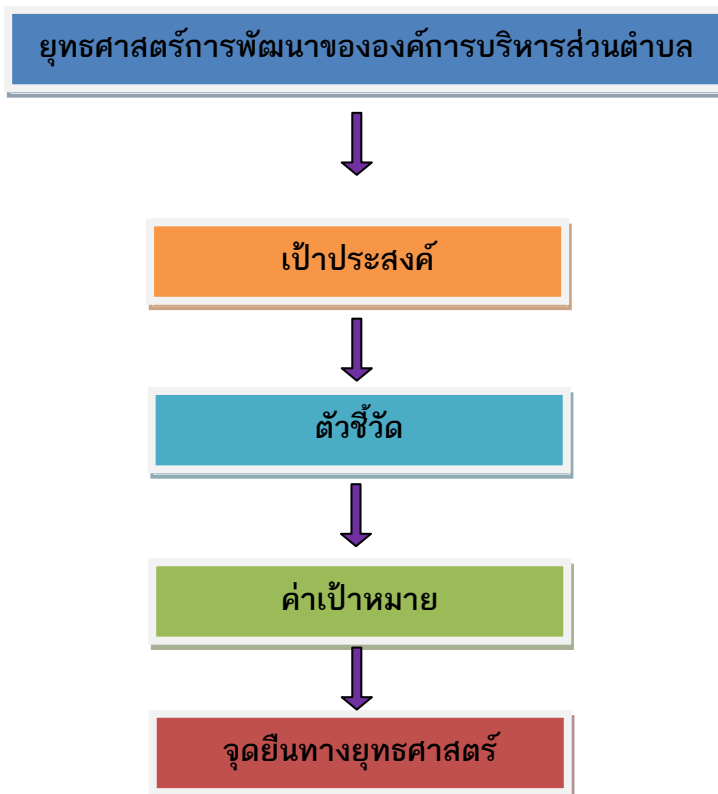 ยุทธศาสตร์การพัฒนาขององค์การบริหารส่วนตำบล
เป้าประสงค์
ตัวชี้วัด
ค่าเป้าหมาย
จุดยืนทางยุทธศาสตร์